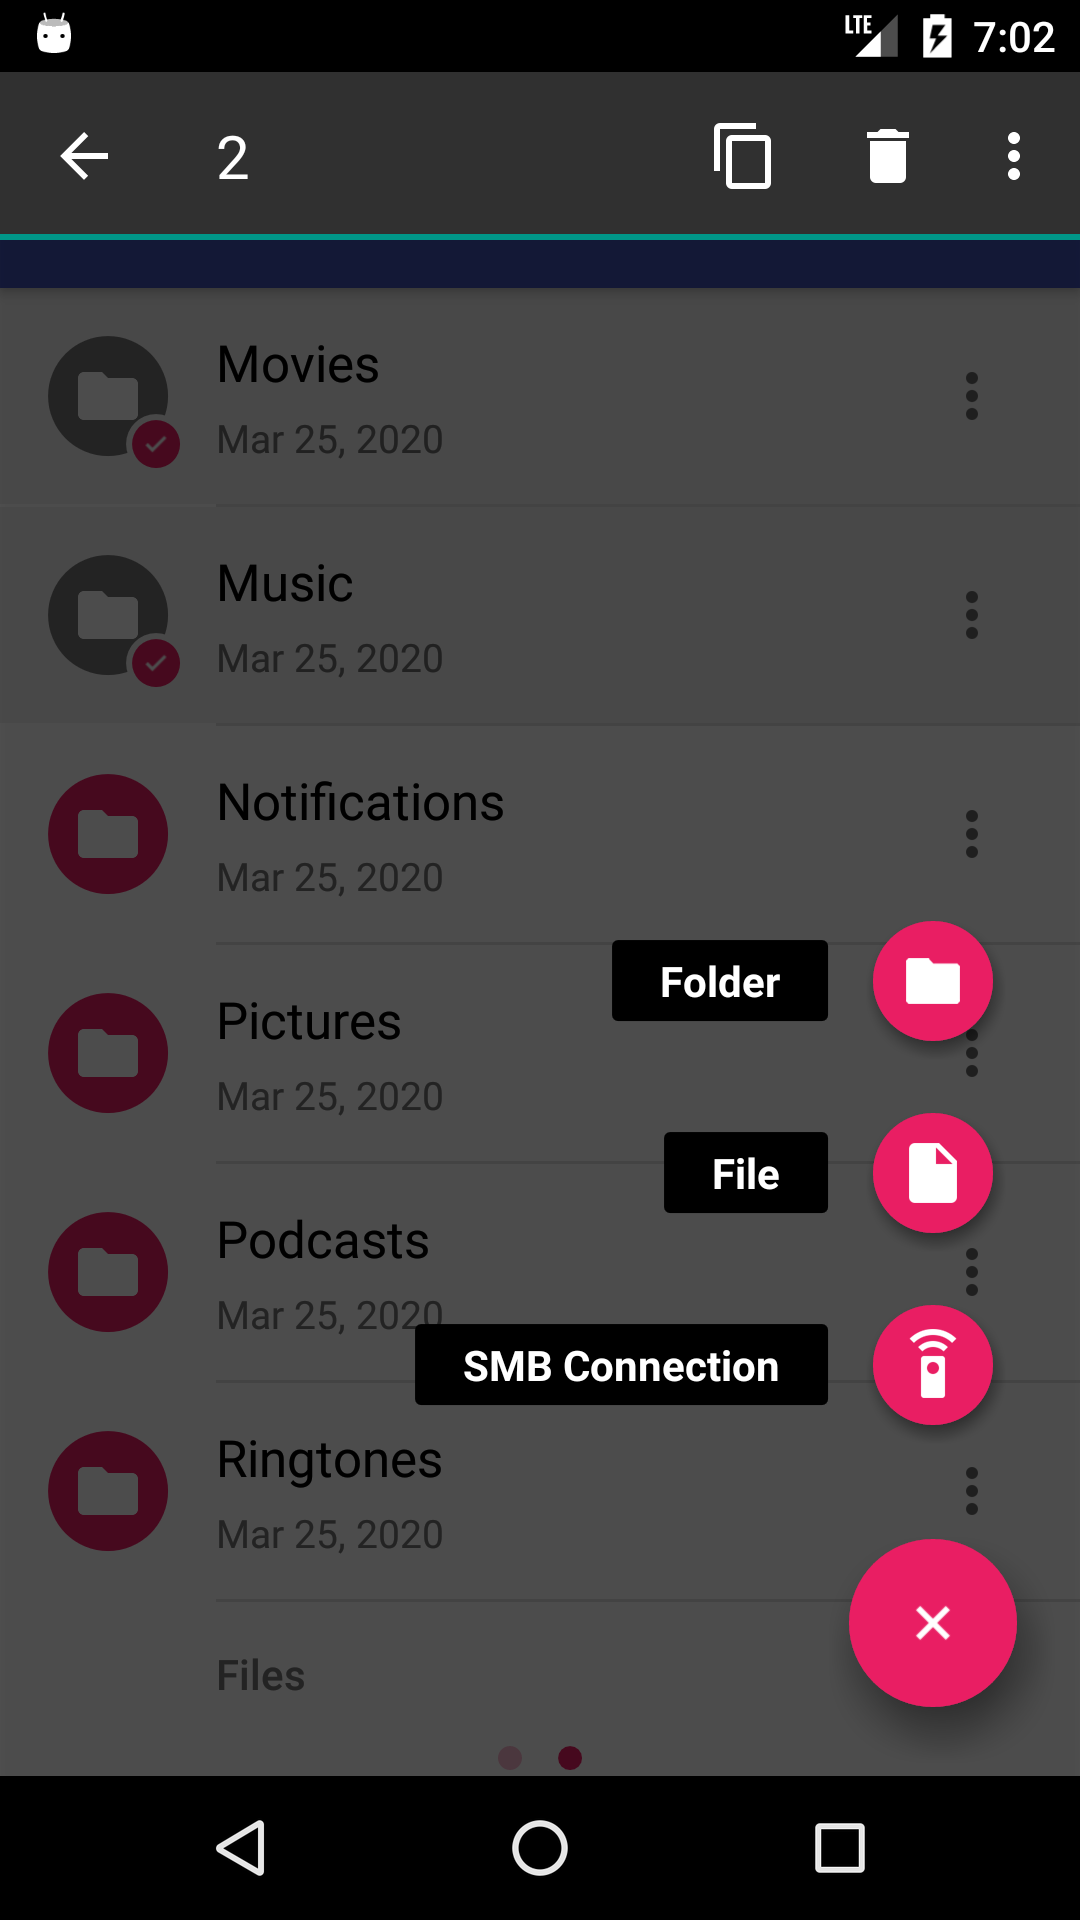 LTE 7:02
2
Movies
Mar 25, 2020
Music
Mar 25, 2020
Notifications
Mar 25, 2020
Folder
Pictures
Mar 25, 2020
File
Podcasts
Mar 25, 2020
SMB Connection
Ringtones
Mar 25, 2020
Files